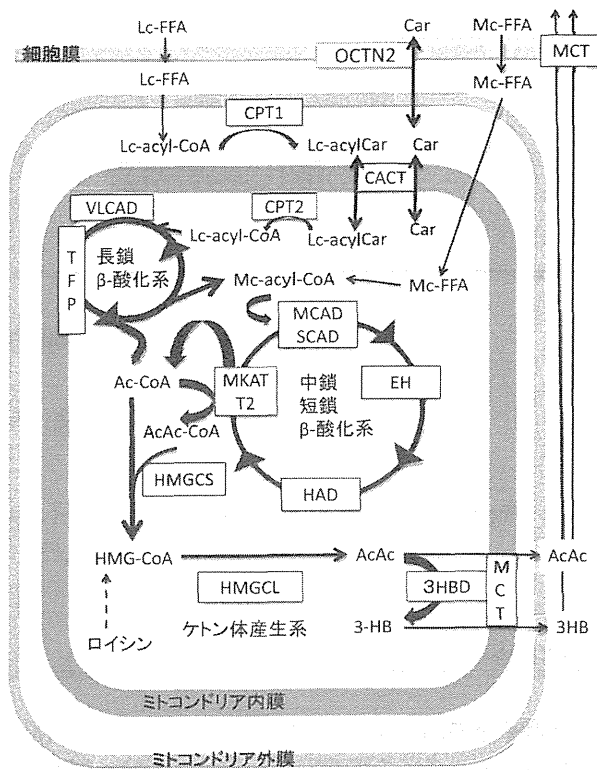 Lc-FFA
Car
Mc-FFA
細胞膜
OCTN2
MCT
Lc-FFA
Mc-FFA
CPT1
Lc-acyl-CoA
Lc-acylCar
Car
CACT
VLCAD
CPT2
Lc-acyl-CoA
Lc-acylCar
Car
TFP
長鎖
β-酸化系
Mc-acyl-CoA
Mc-FFA
MCAD
SCAD
Ac-CoA
MKAT
T2
中鎖
短鎖
β-酸化系
EH
AcAc-CoA
HMGCS
HAD
HMG-CoA
AcAc
AcAc
HMGCL
3HBD
MCT
ロイシン
ケトン体産生系
3-HB
3HB
ミトコンドリア内膜
ミトコンドリア外膜